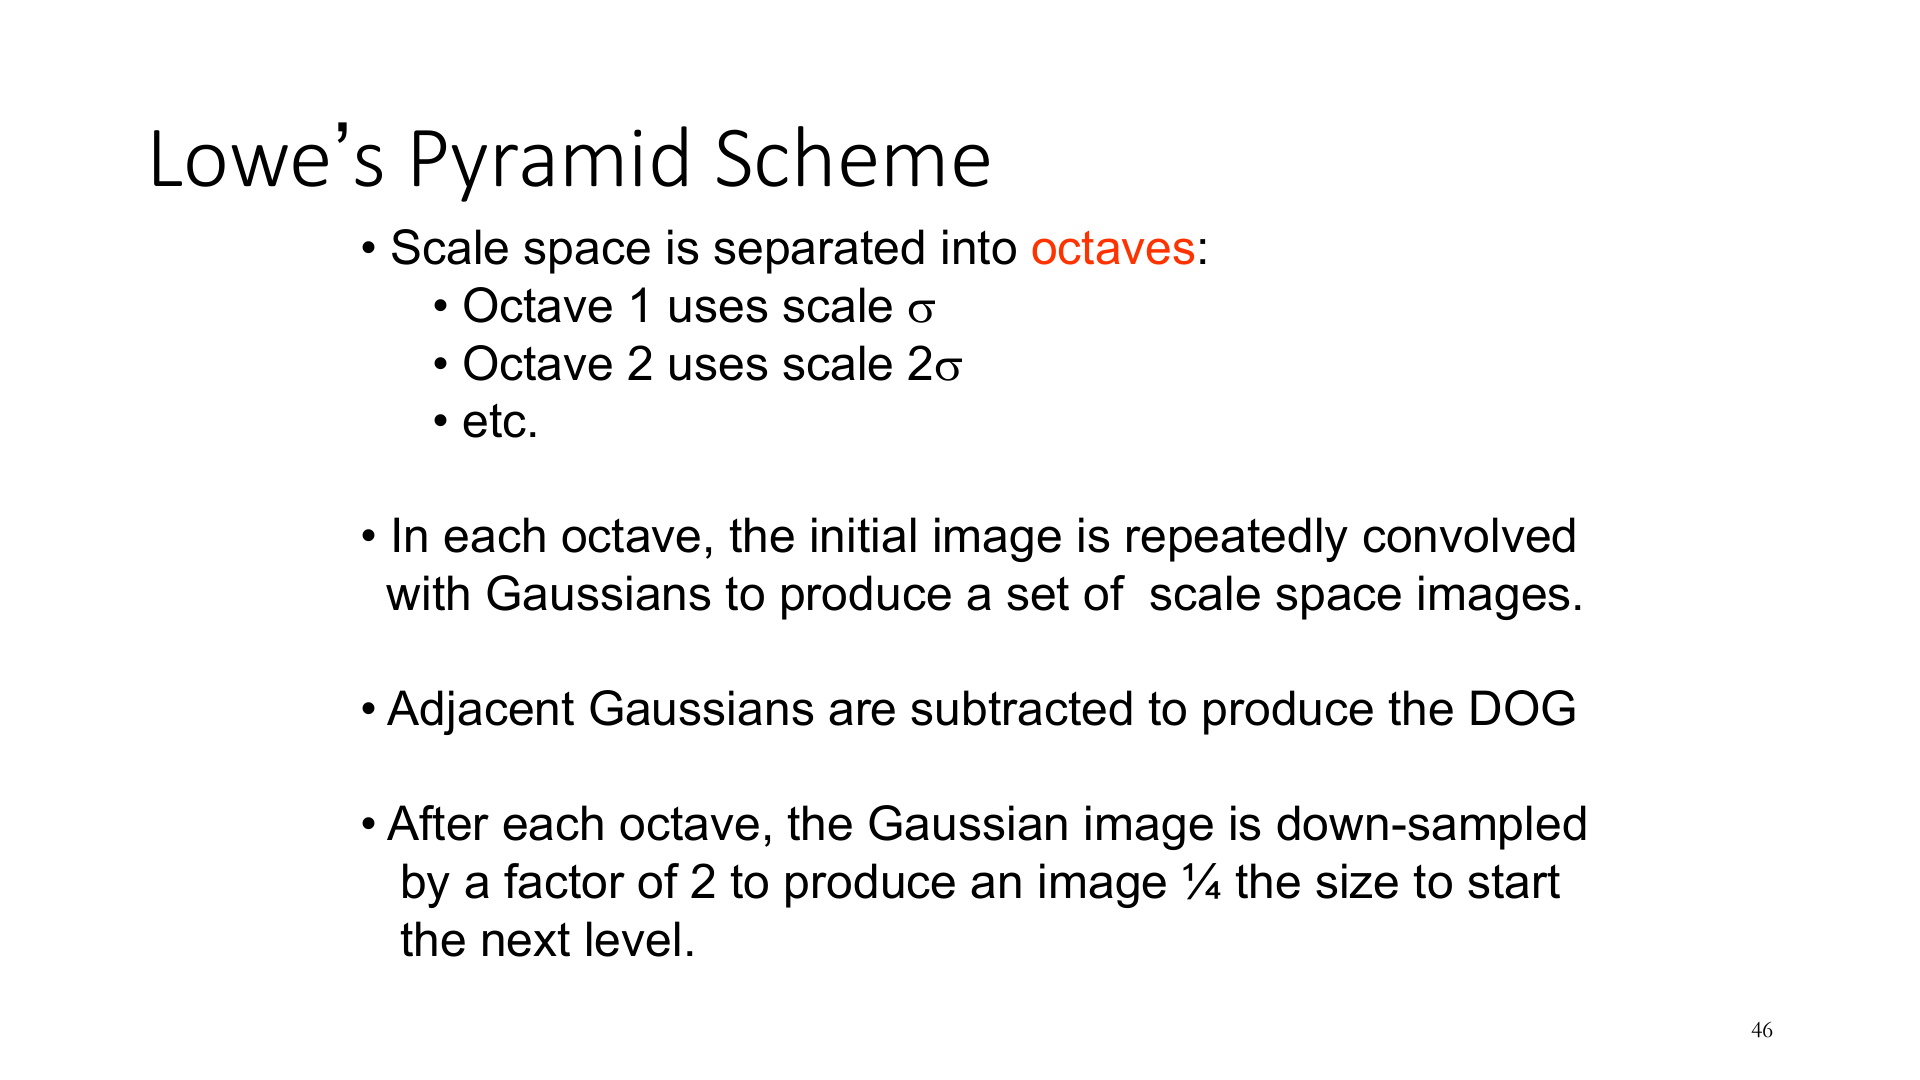 Lowe’s Pyramid Scheme
• Scale space is separated into octaves:
• Octave 1 uses scale σ
• Octave 2 uses scale 2σ
• etc.
• In each octave, the initial image is repeatedly convolved
with Gaussians to produce a set of  scale space images.
• Adjacent Gaussians are subtracted to produce the DOG
• After each octave, the Gaussian image is down-sampled
by a factor of 2 to produce an image ¼ the size to start
the next level.
46